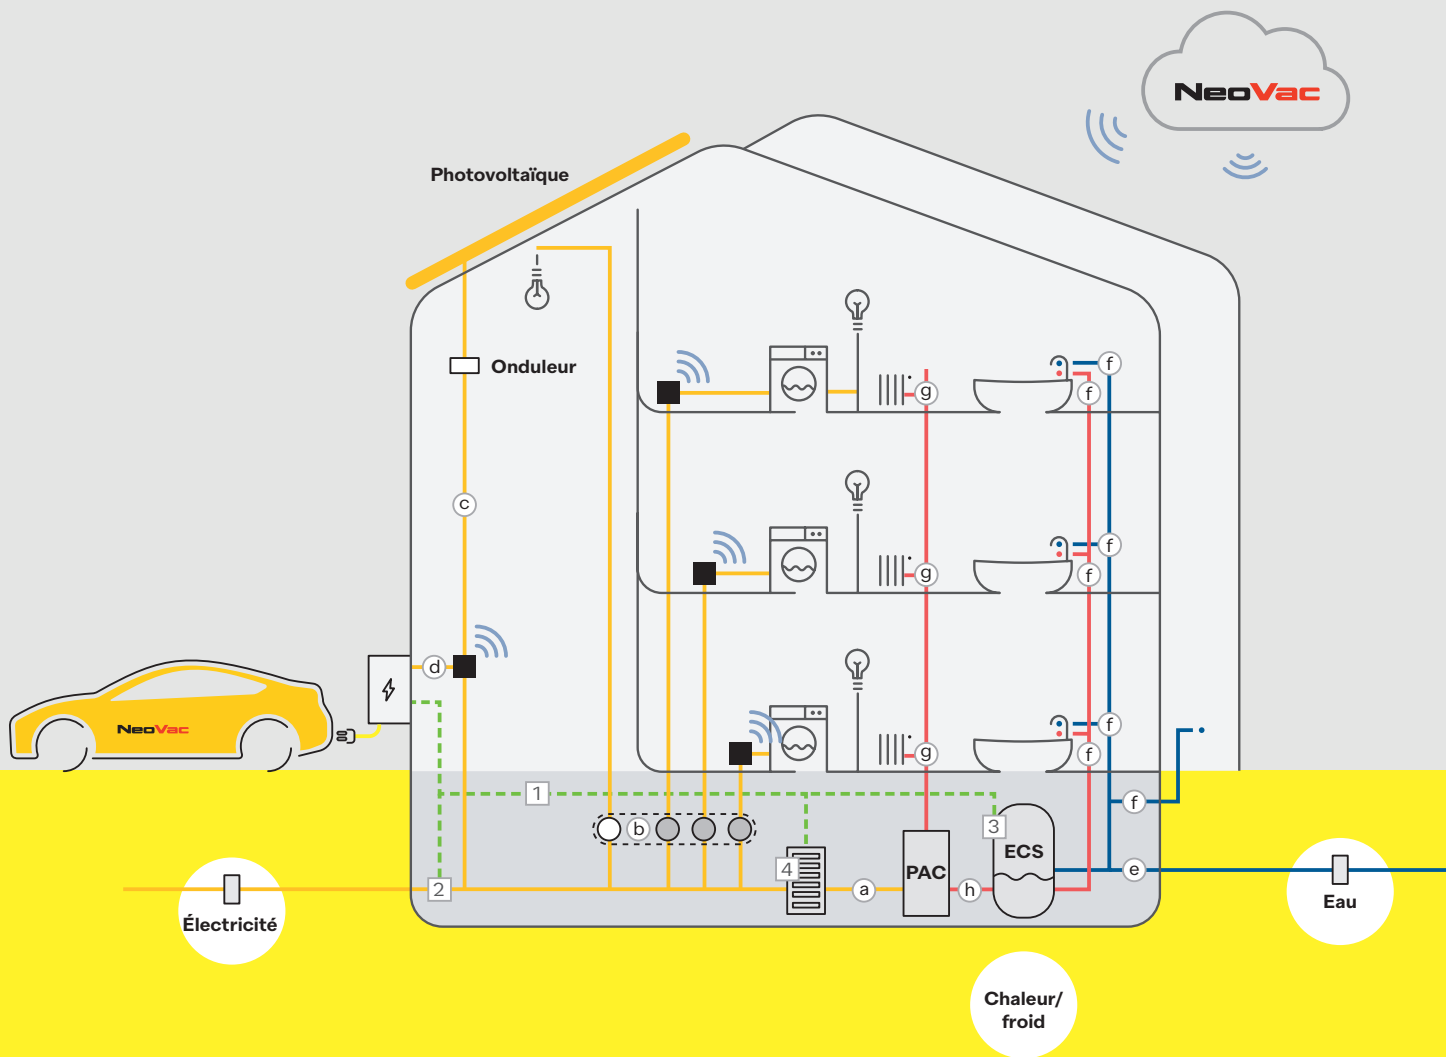 NeoVac
Photovoltaïque
Onduleur
g
f
f
c
g
f
f
d
NeoVac
g
f
f
1
b
3
f
ECS
4
PAC
e
2
a
h
Électricité
Eau
Chaleur/
froid